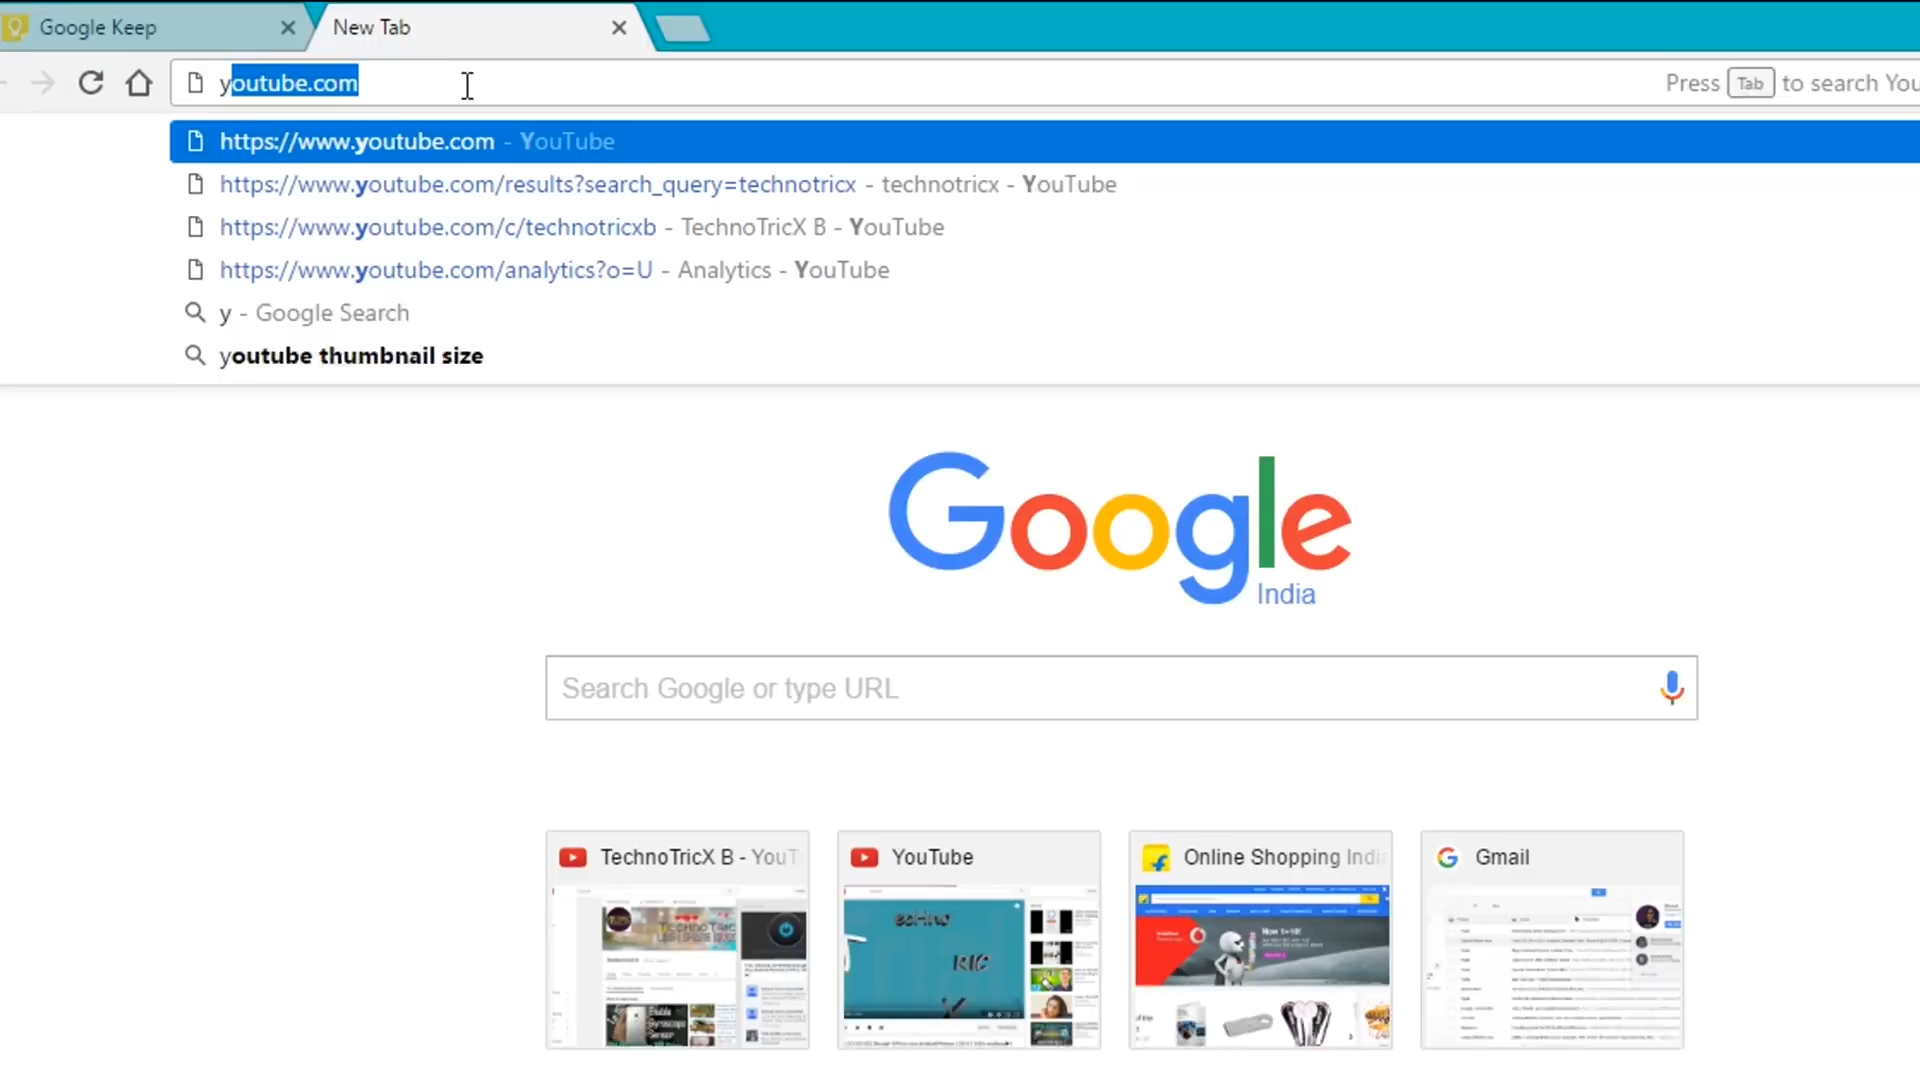 Google Keep
New Tab
youtube.com
Press Tab to search You
https://www.youtube.com - YouTube
https://www.youtube.com/results?search_query=technotricx - technotricx - YouTube
https://www.youtube.com/c/technotricxb - TechnoTricX B - YouTube
https://www.youtube.com/analytics?o=U - Analytics - YouTube
y - Google Search
youtube thumbnail size
Google
India
Search Google or type URL
TechnoTricX B - YouT
YouTube
Online Shopping Indi
Gmail